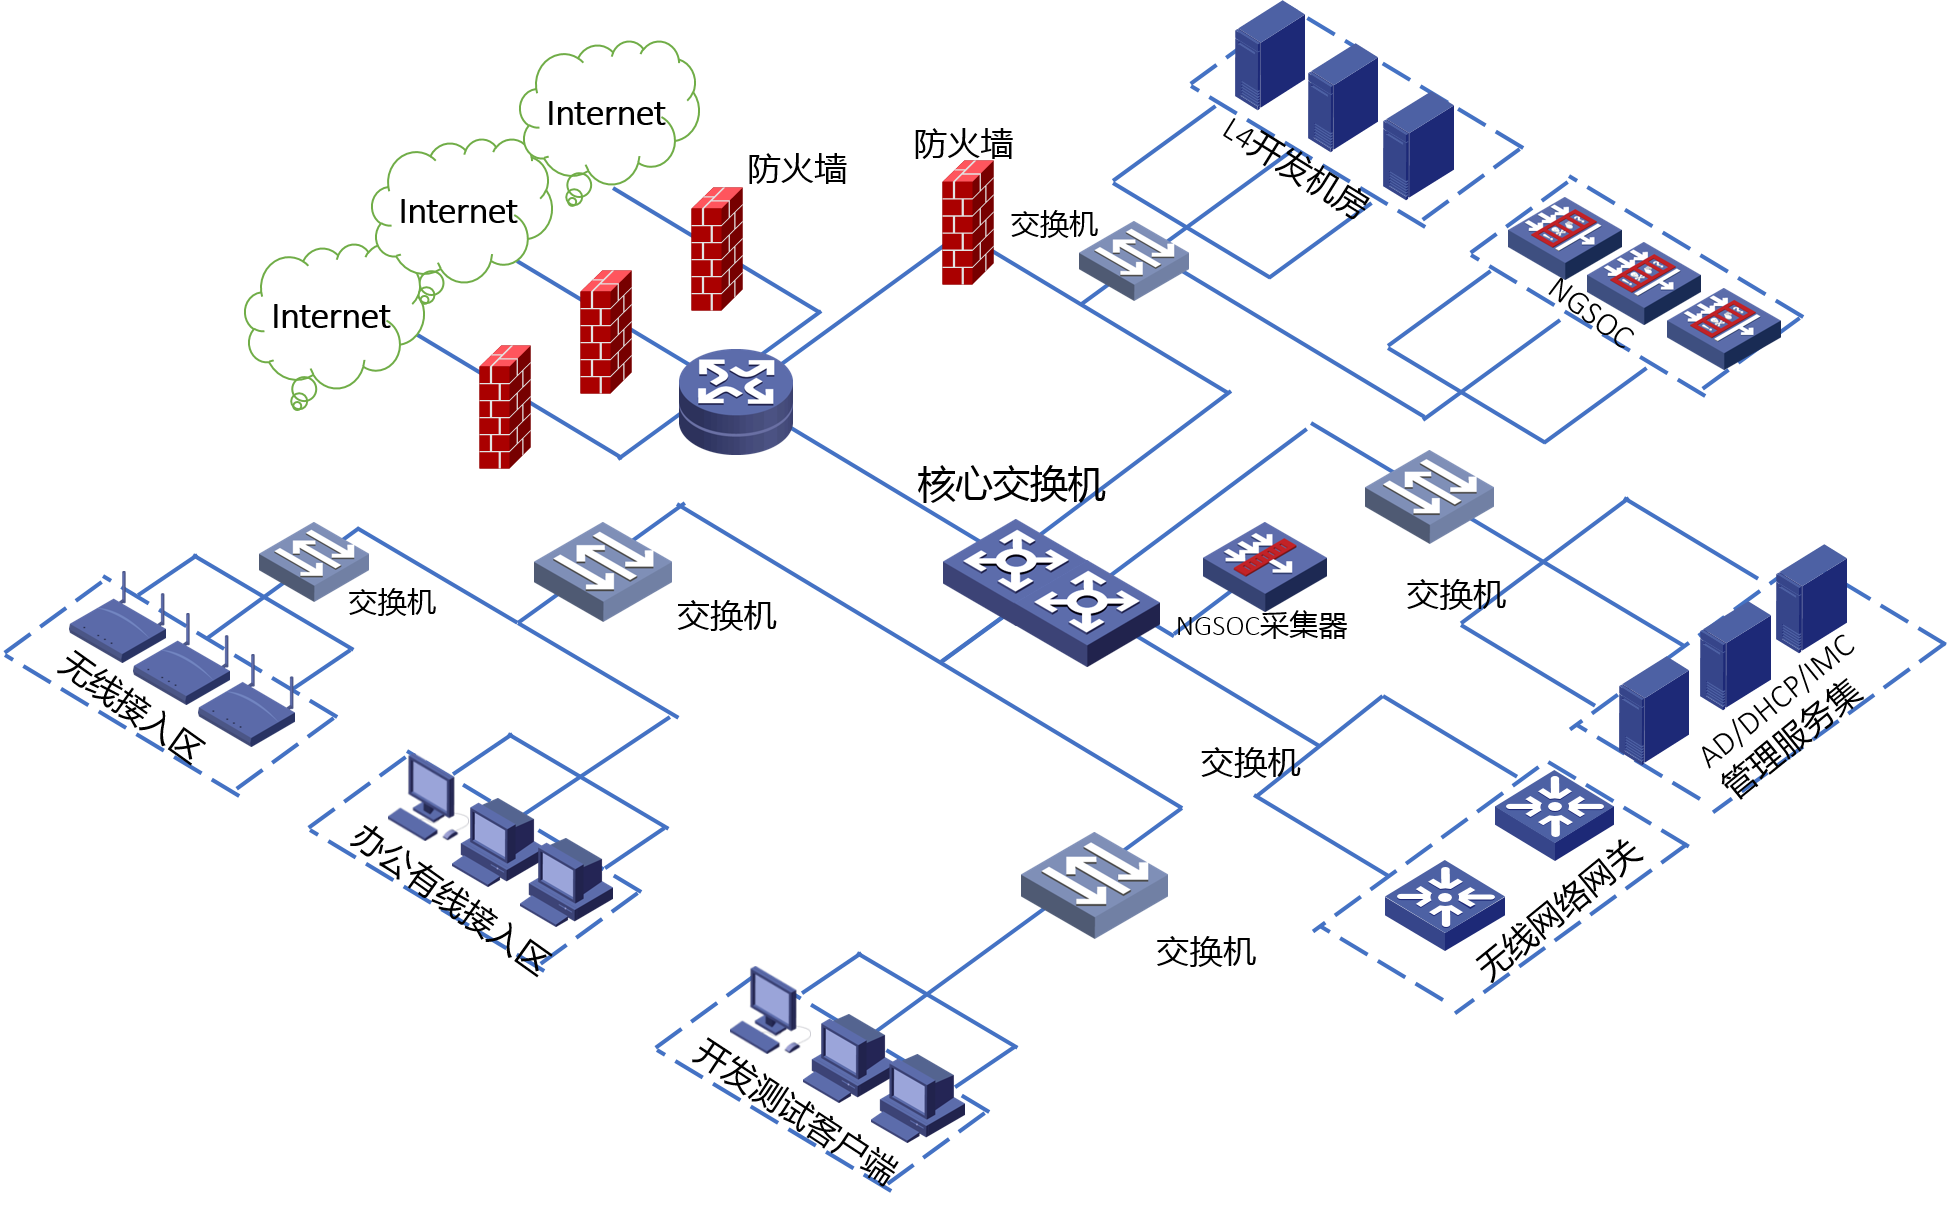 Internet
Internet
Internet
防火墙
防火墙
交换机
L4开发机房
NGSOC
核心交换机
交换机
交换机
NGSOC采集器
交换机
无线接入区
AD/DHCP/IMC
管理服务集
交换机
办公有线接入区
无线网络网关
交换机
开发测试客户端